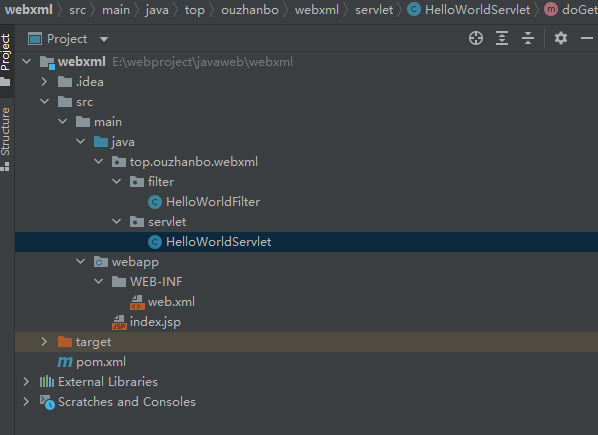 webxml src main java top ouzhanbo webxml servlet HelloWorldServlet doGet
Project
Project
Structure
webxml E:\webproject\javaweb\webxml
.idea
src
main
java
top.ouzhanbo.webxml
filter
HelloWorldFilter
servlet
HelloWorldServlet
webapp
WEB-INF
web.xml
index.jsp
target
pom.xml
External Libraries
Scratches and Consoles